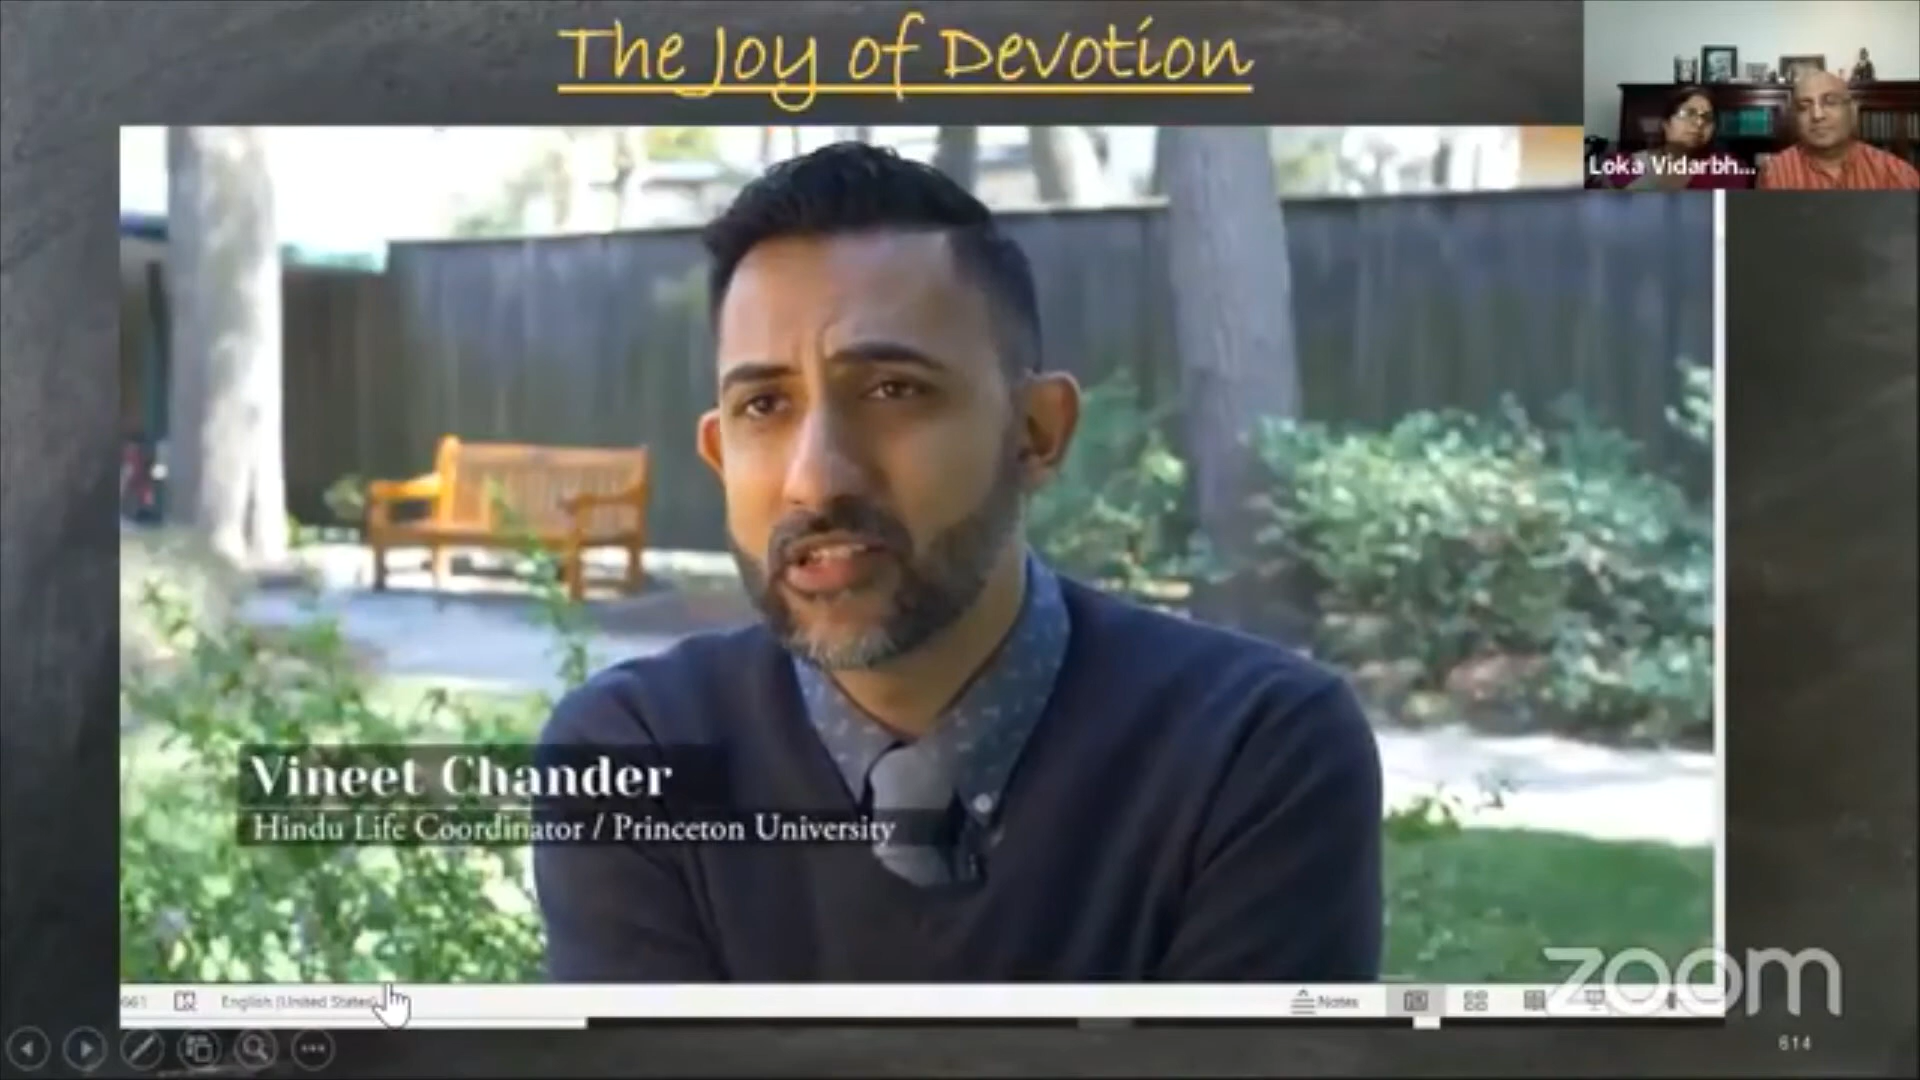 The Joy of Devotion
Loka Vidarbh...
Vineet Chander
Hindu Life Coordinator / Princeton University
661
English (United States)
Notes
zoom
614